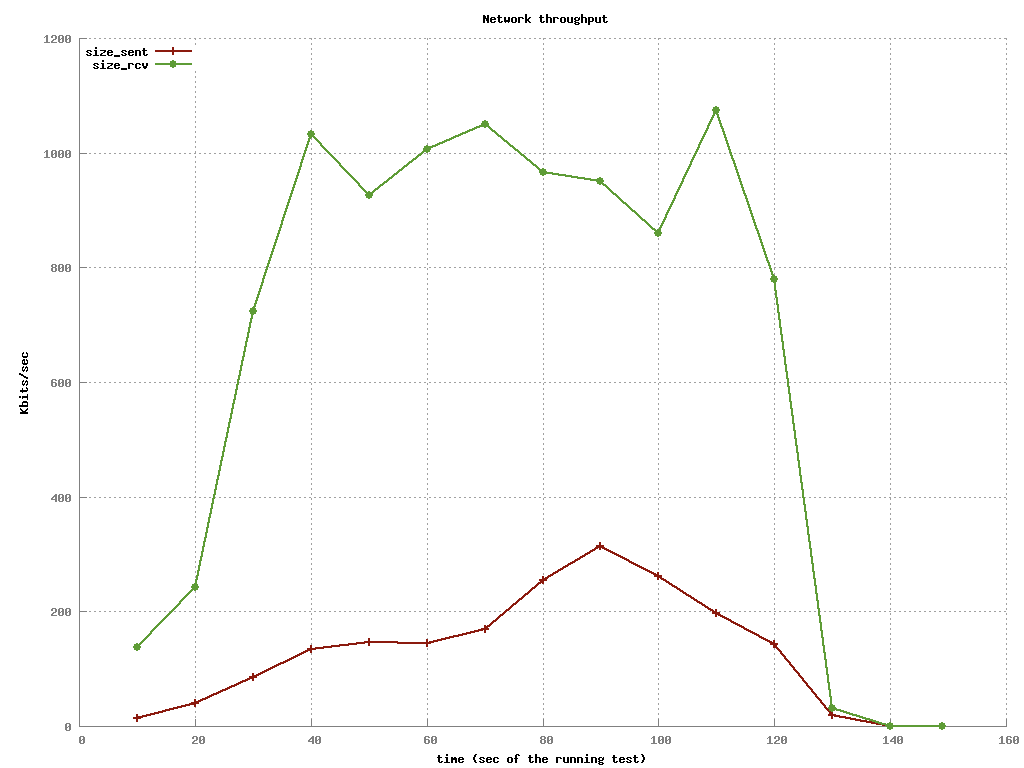 Network throughput
1200
size_sent
size_rcv
1000
800
600
400
200
0
Kbits/sec
0 20 40 60 80 100 120 140 160
time (sec of the running test)